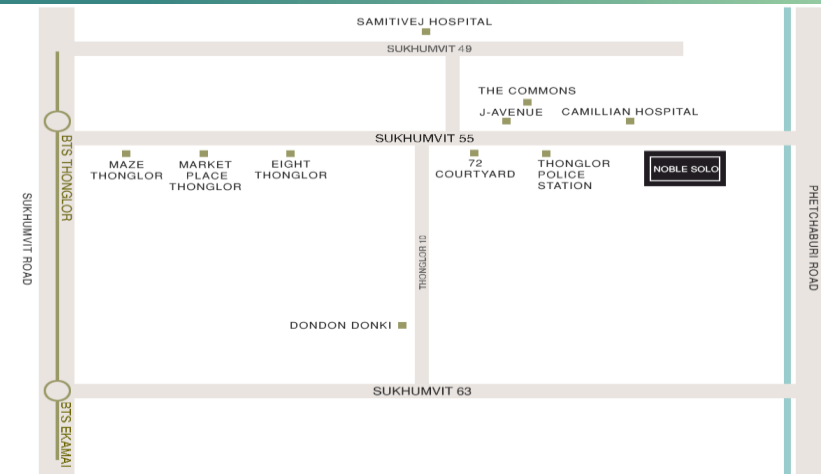 SAMITIVEJ HOSPITAL
SUKHUMVIT 49
THE COMMONS
J-AVENUE
CAMILLIAN HOSPITAL
SUKHUMVIT 55
BTS THONGLOR
MAZE
THONGLOR
MARKET
PLACE
THONGLOR
EIGHT
THONGLOR
72
COURTYARD
THONGLOR
POLICE
STATION
NOBLE SOLO
SUKHUMVIT ROAD
PHETCHABURI ROAD
THONGLOR 10
DONDON DONKI
SUKHUMVIT 63
BTS EKAMAI